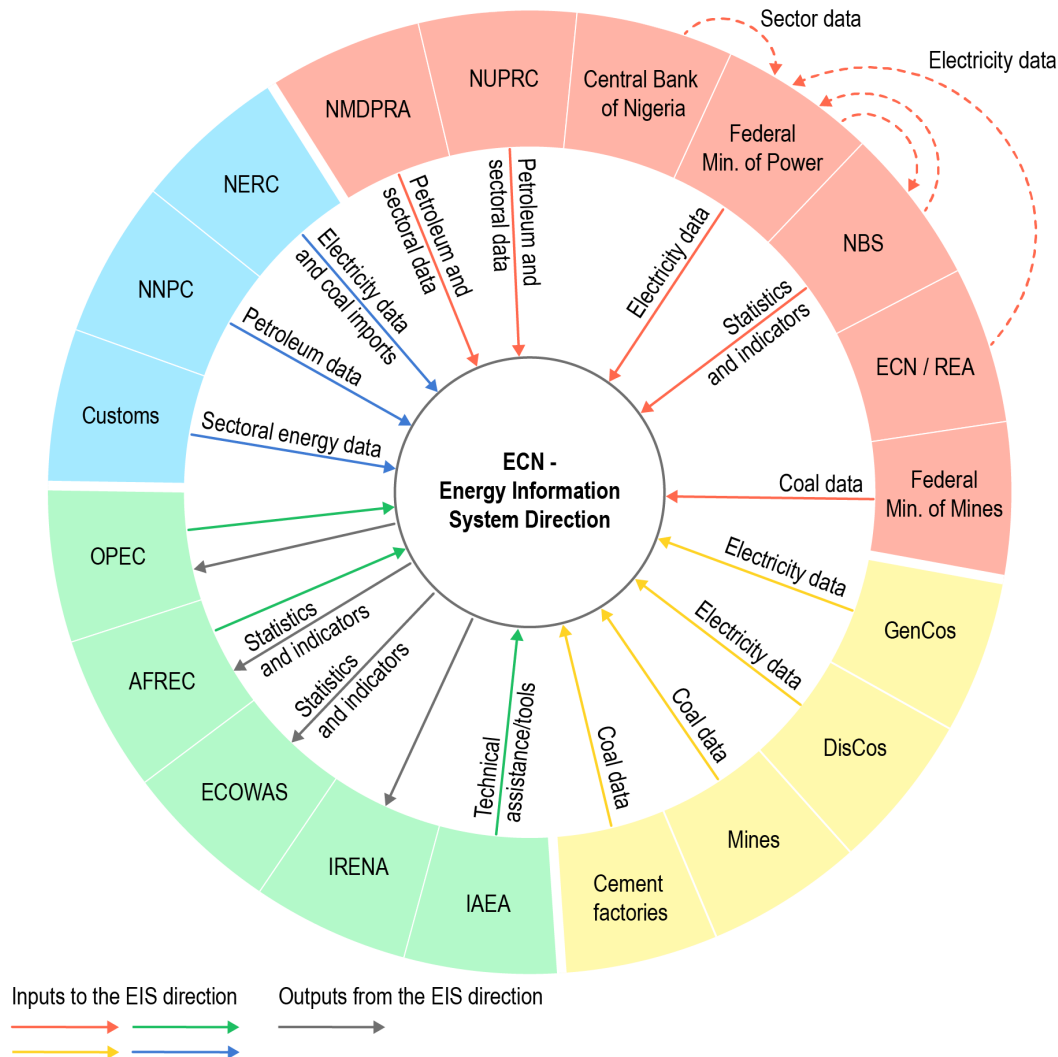 Sector data
Electricity data
NMDPRA
NUPRC
Central Bank
of Nigeria
Federal
Min. of Power
NBS
ECN / REA
Federal
Min. of Mines
GenCos
DisCos
Mines
Cement
factories
IAEA
IRENA
ECOWAS
AFREC
OPEC
Customs
NNPC
NERC
Petroleum and
sectoral data
Petroleum and
sectoral data
Electricity data
Statistics
and indicators
Coal data
Electricity data
Electricity data
Coal data
Coal data
Technical
assistance/tools
Statistics
and indicators
Statistics
and indicators
Sectoral energy data
Petroleum data
Electricity data
and coal imports
ECN -
Energy Information
System Direction
Inputs to the EIS direction
Outputs from the EIS direction